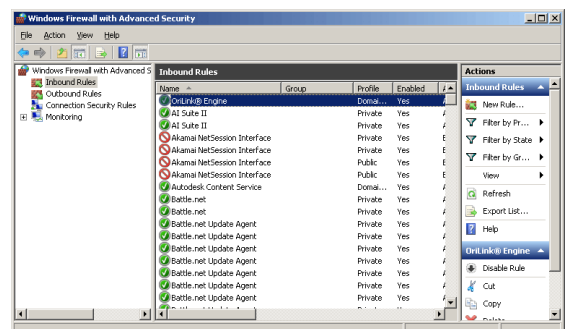 Windows Firewall with Advanced Security
File Action View Help
Windows Firewall with Advanced S
Inbound Rules
Outbound Rules
Connection Security Rules
Monitoring
Inbound Rules
Name Group Profile Enabled A
OriLink® Engine Domai... Yes A
AI Suite II Private Yes A
AI Suite II Private Yes A
Akamai NetSession Interface Private Yes B
Akamai NetSession Interface Private Yes B
Akamai NetSession Interface Public Yes B
Akamai NetSession Interface Public Yes B
Autodesk Content Service Domai... Yes A
Battle.net Private Yes A
Battle.net Private Yes A
Battle.net Update Agent Private Yes A
Battle.net Update Agent Private Yes A
Battle.net Update Agent Private Yes A
Battle.net Update Agent Private Yes A
Battle.net Update Agent Private Yes A
Battle.net Update Agent Private Yes A
Battle.net Update Agent Private Yes A
Actions
Inbound Rules
New Rule...
Filter by Pr...
Filter by State
Filter by Gr...
View
Refresh
Export List...
Help
OriLink® Engine
Disable Rule
Cut
Copy
Delete